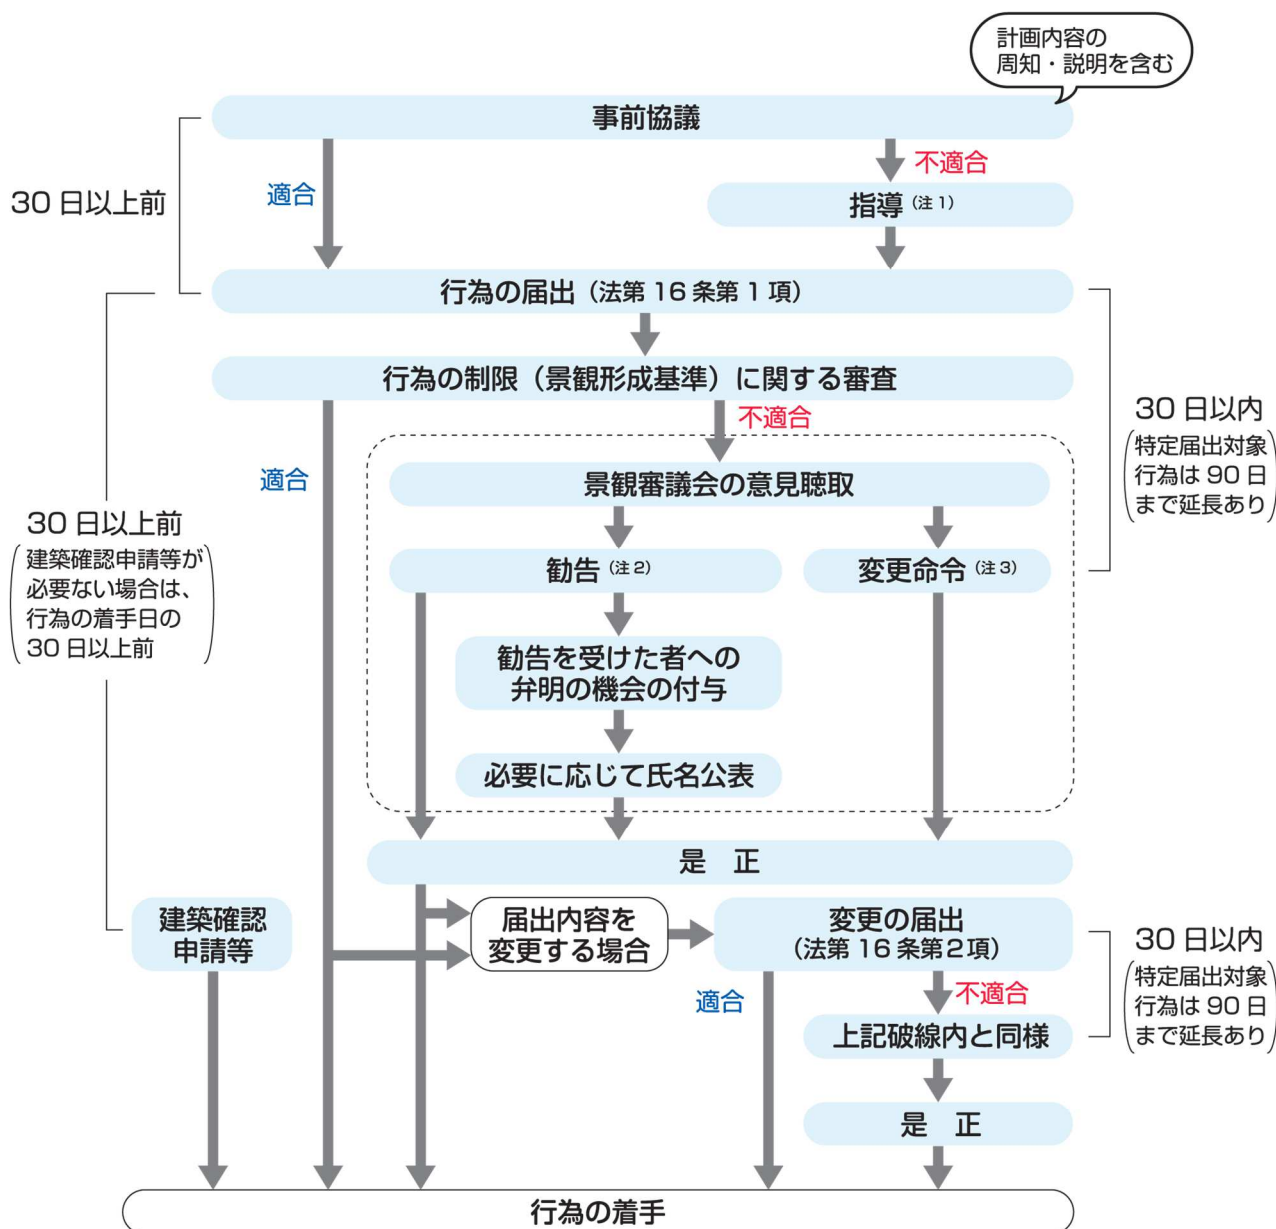 計画内容の
周知・説明を含む
事前協議
適合
不適合
30日以上前
指導（注1）
行為の届出（法第16条第1項）
行為の制限（景観形成基準）に関する審査
不適合
適合
30日以内
（特定届出対象
行為は90日
まで延長あり）
景観審議会の意見聴取
30日以上前
（建築確認申請等が
必要ない場合は、
行為の着手日の
30日以上前）
勧告（注2）
変更命令（注3）
勧告を受けた者への
弁明の機会の付与
必要に応じて氏名公表
是　正
建築確認
申請等
届出内容を
変更する場合
変更の届出
（法第16条第2項）
30日以内
（特定届出対象
行為は90日
まで延長あり）
適合
不適合
上記破線内と同様
是　正
行為の着手